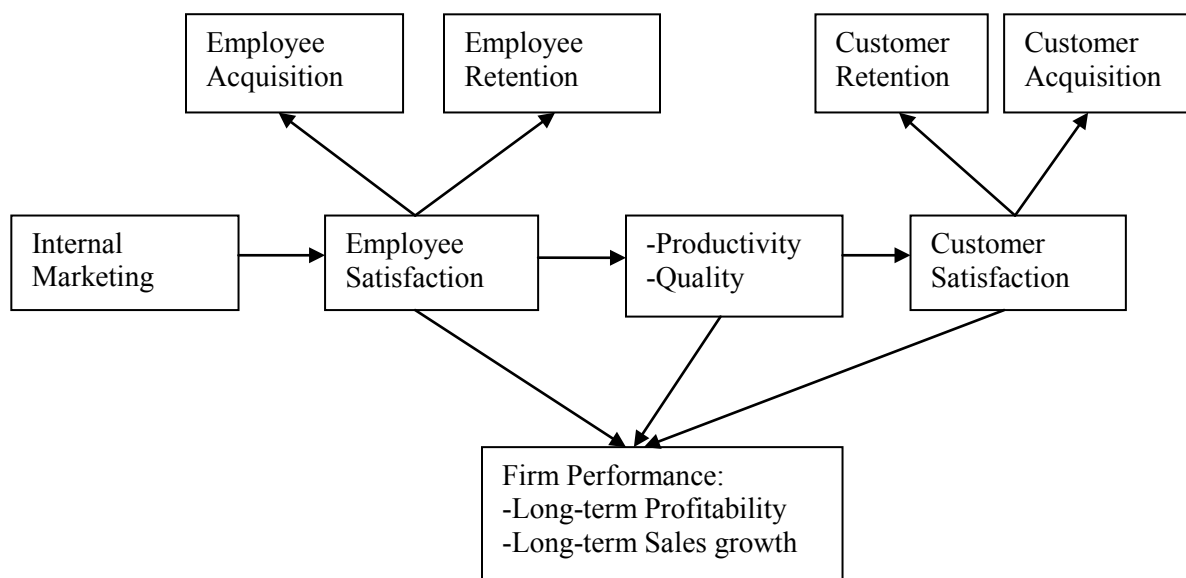 Employee
Acquisition
Employee
Retention
Customer
Retention
Customer
Acquisition
Internal
Marketing
Employee
Satisfaction
-Productivity
-Quality
Customer
Satisfaction
Firm Performance:
-Long-term Profitability
-Long-term Sales growth